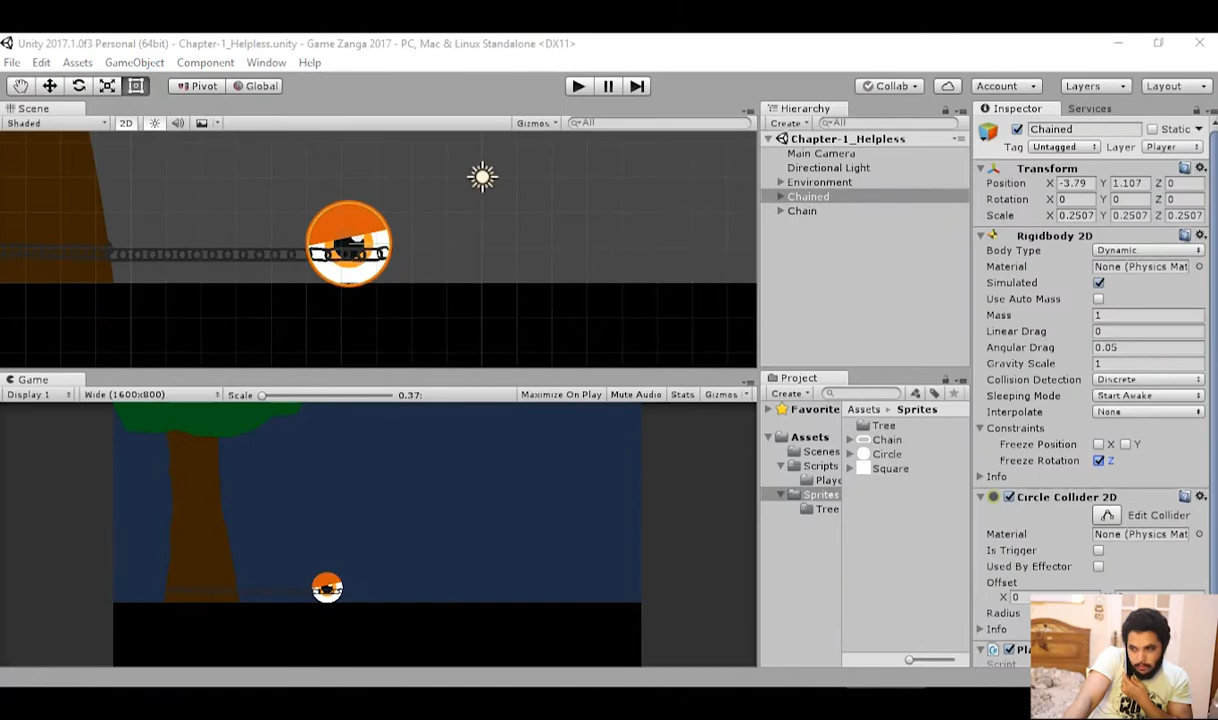 Unity 2017.1.0f3 Personal (64bit) - Chapter-1_Helpless.unity - Game Zanga 2017 - PC, Mac & Linux Standalone <DX11>
File Edit Assets GameObject Component Window Help
Pivot Global Collab Account Layers Layout
Scene
Shaded 2D Gizmos All
Game
Display 1 Wide (1600x800) Scale 0.37: Maximize On Play Mute Audio Stats Gizmos
Hierarchy
Create All
Chapter-1_Helpless
Main Camera
Directional Light
Environment
Chained
Chain
Project
Create
Favorite
Assets
Scenes
Scripts
Playe
Sprites
Tree
Assets Sprites
Tree
Chain
Circle
Square
Inspector Services
Chained Static
Tag Untagged Layer Player
Transform
Position X -3.79 Y 1.107 Z 0
Rotation X 0 Y 0 Z 0
Scale X 0.2507 Y 0.2507 Z 0.2507
Rigidbody 2D
Body Type Dynamic
Material None (Physics Mat
Simulated
Use Auto Mass
Mass 1
Linear Drag 0
Angular Drag 0.05
Gravity Scale 1
Collision Detection Discrete
Sleeping Mode Start Awake
Interpolate None
Constraints
Freeze Position X Y
Freeze Rotation Z
Info
Circle Collider 2D
Edit Collider
Material None (Physics Mat
Is Trigger
Used By Effector
Offset
X 0
Radius
Info
Script